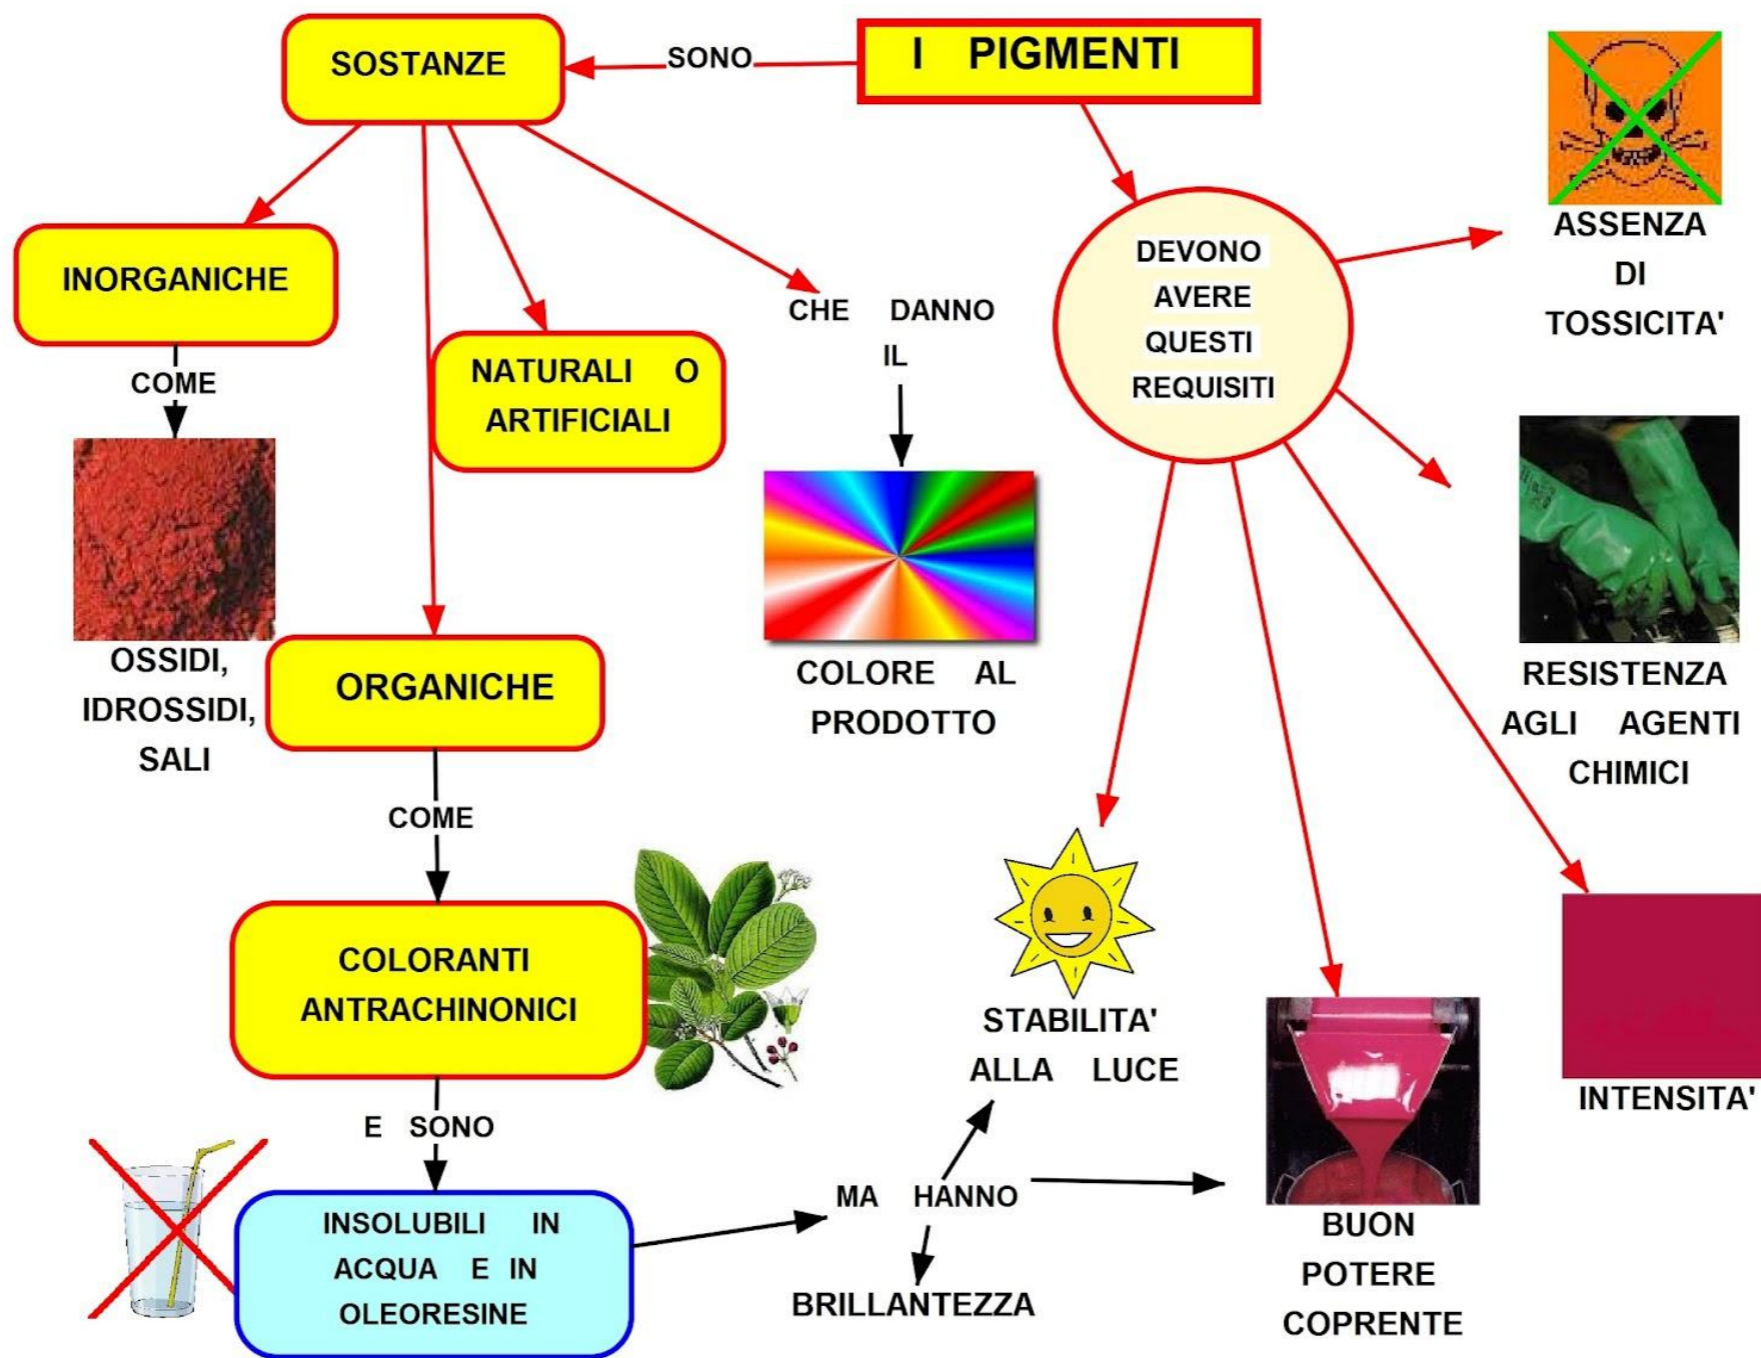 I PIGMENTI
SONO
SOSTANZE
INORGANICHE
COME
OSSIDI,
IDROSSIDI,
SALI
NATURALI O
ARTIFICIALI
CHE DANNO
IL
COLORE AL
PRODOTTO
ORGANICHE
COME
COLORANTI
ANTRACHINONICI
E SONO
INSOLUBILI IN
ACQUA E IN
OLEORESINE
MA HANNO
BRILLANTEZZA
DEVONO
AVERE
QUESTI
REQUISITI
ASSENZA
DI
TOSSICITA'
RESISTENZA
AGLI AGENTI
CHIMICI
INTENSITA'
BUON
POTERE
COPRENTE
STABILITA'
ALLA LUCE